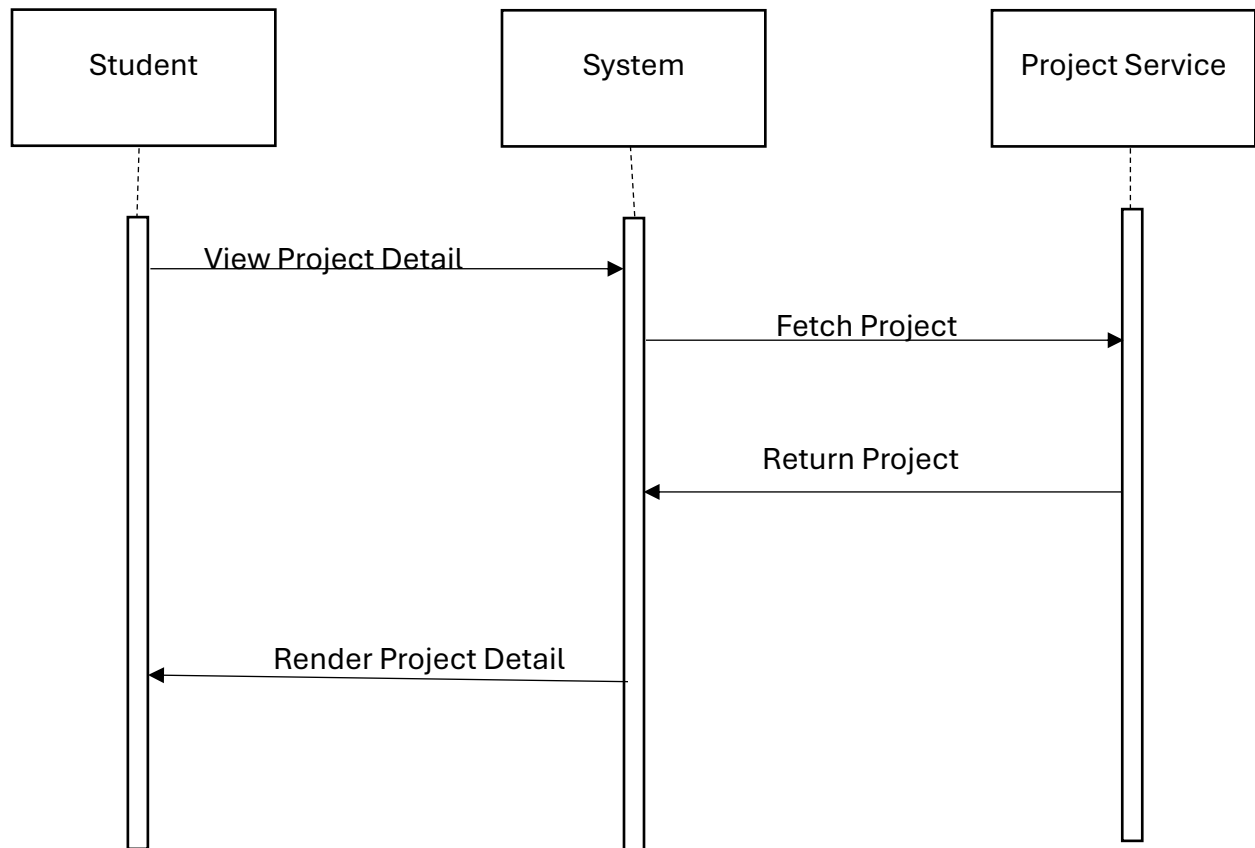 Student
System
Project Service
View Project Detail
Fetch Project
Return Project
Render Project Detail